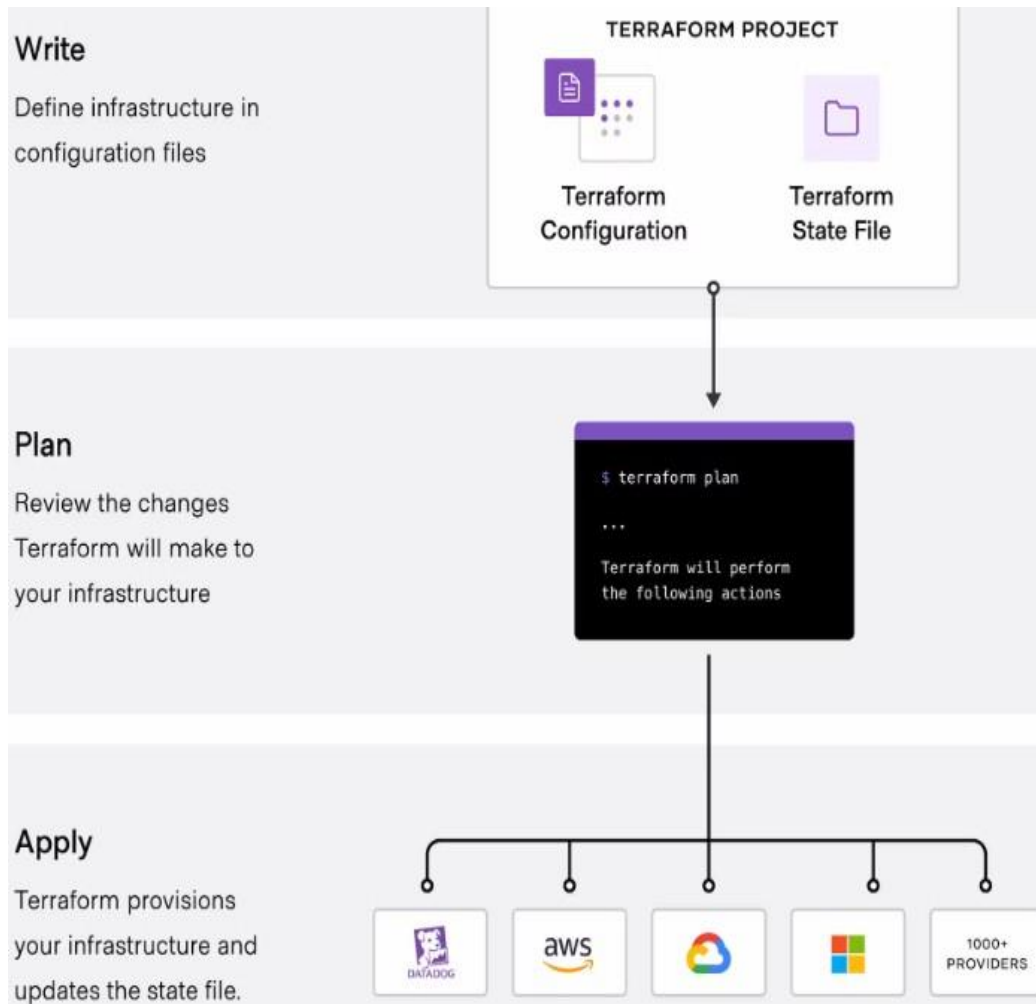 Write
Define infrastructure in
configuration files
TERRAFORM PROJECT
Terraform
Configuration
Terraform
State File
Plan
Review the changes
Terraform will make to
your infrastructure
$ terraform plan
...
Terraform will perform
the following actions
Apply
Terraform provisions
your infrastructure and
updates the state file.
DATADOG
aws
1000+
PROVIDERS